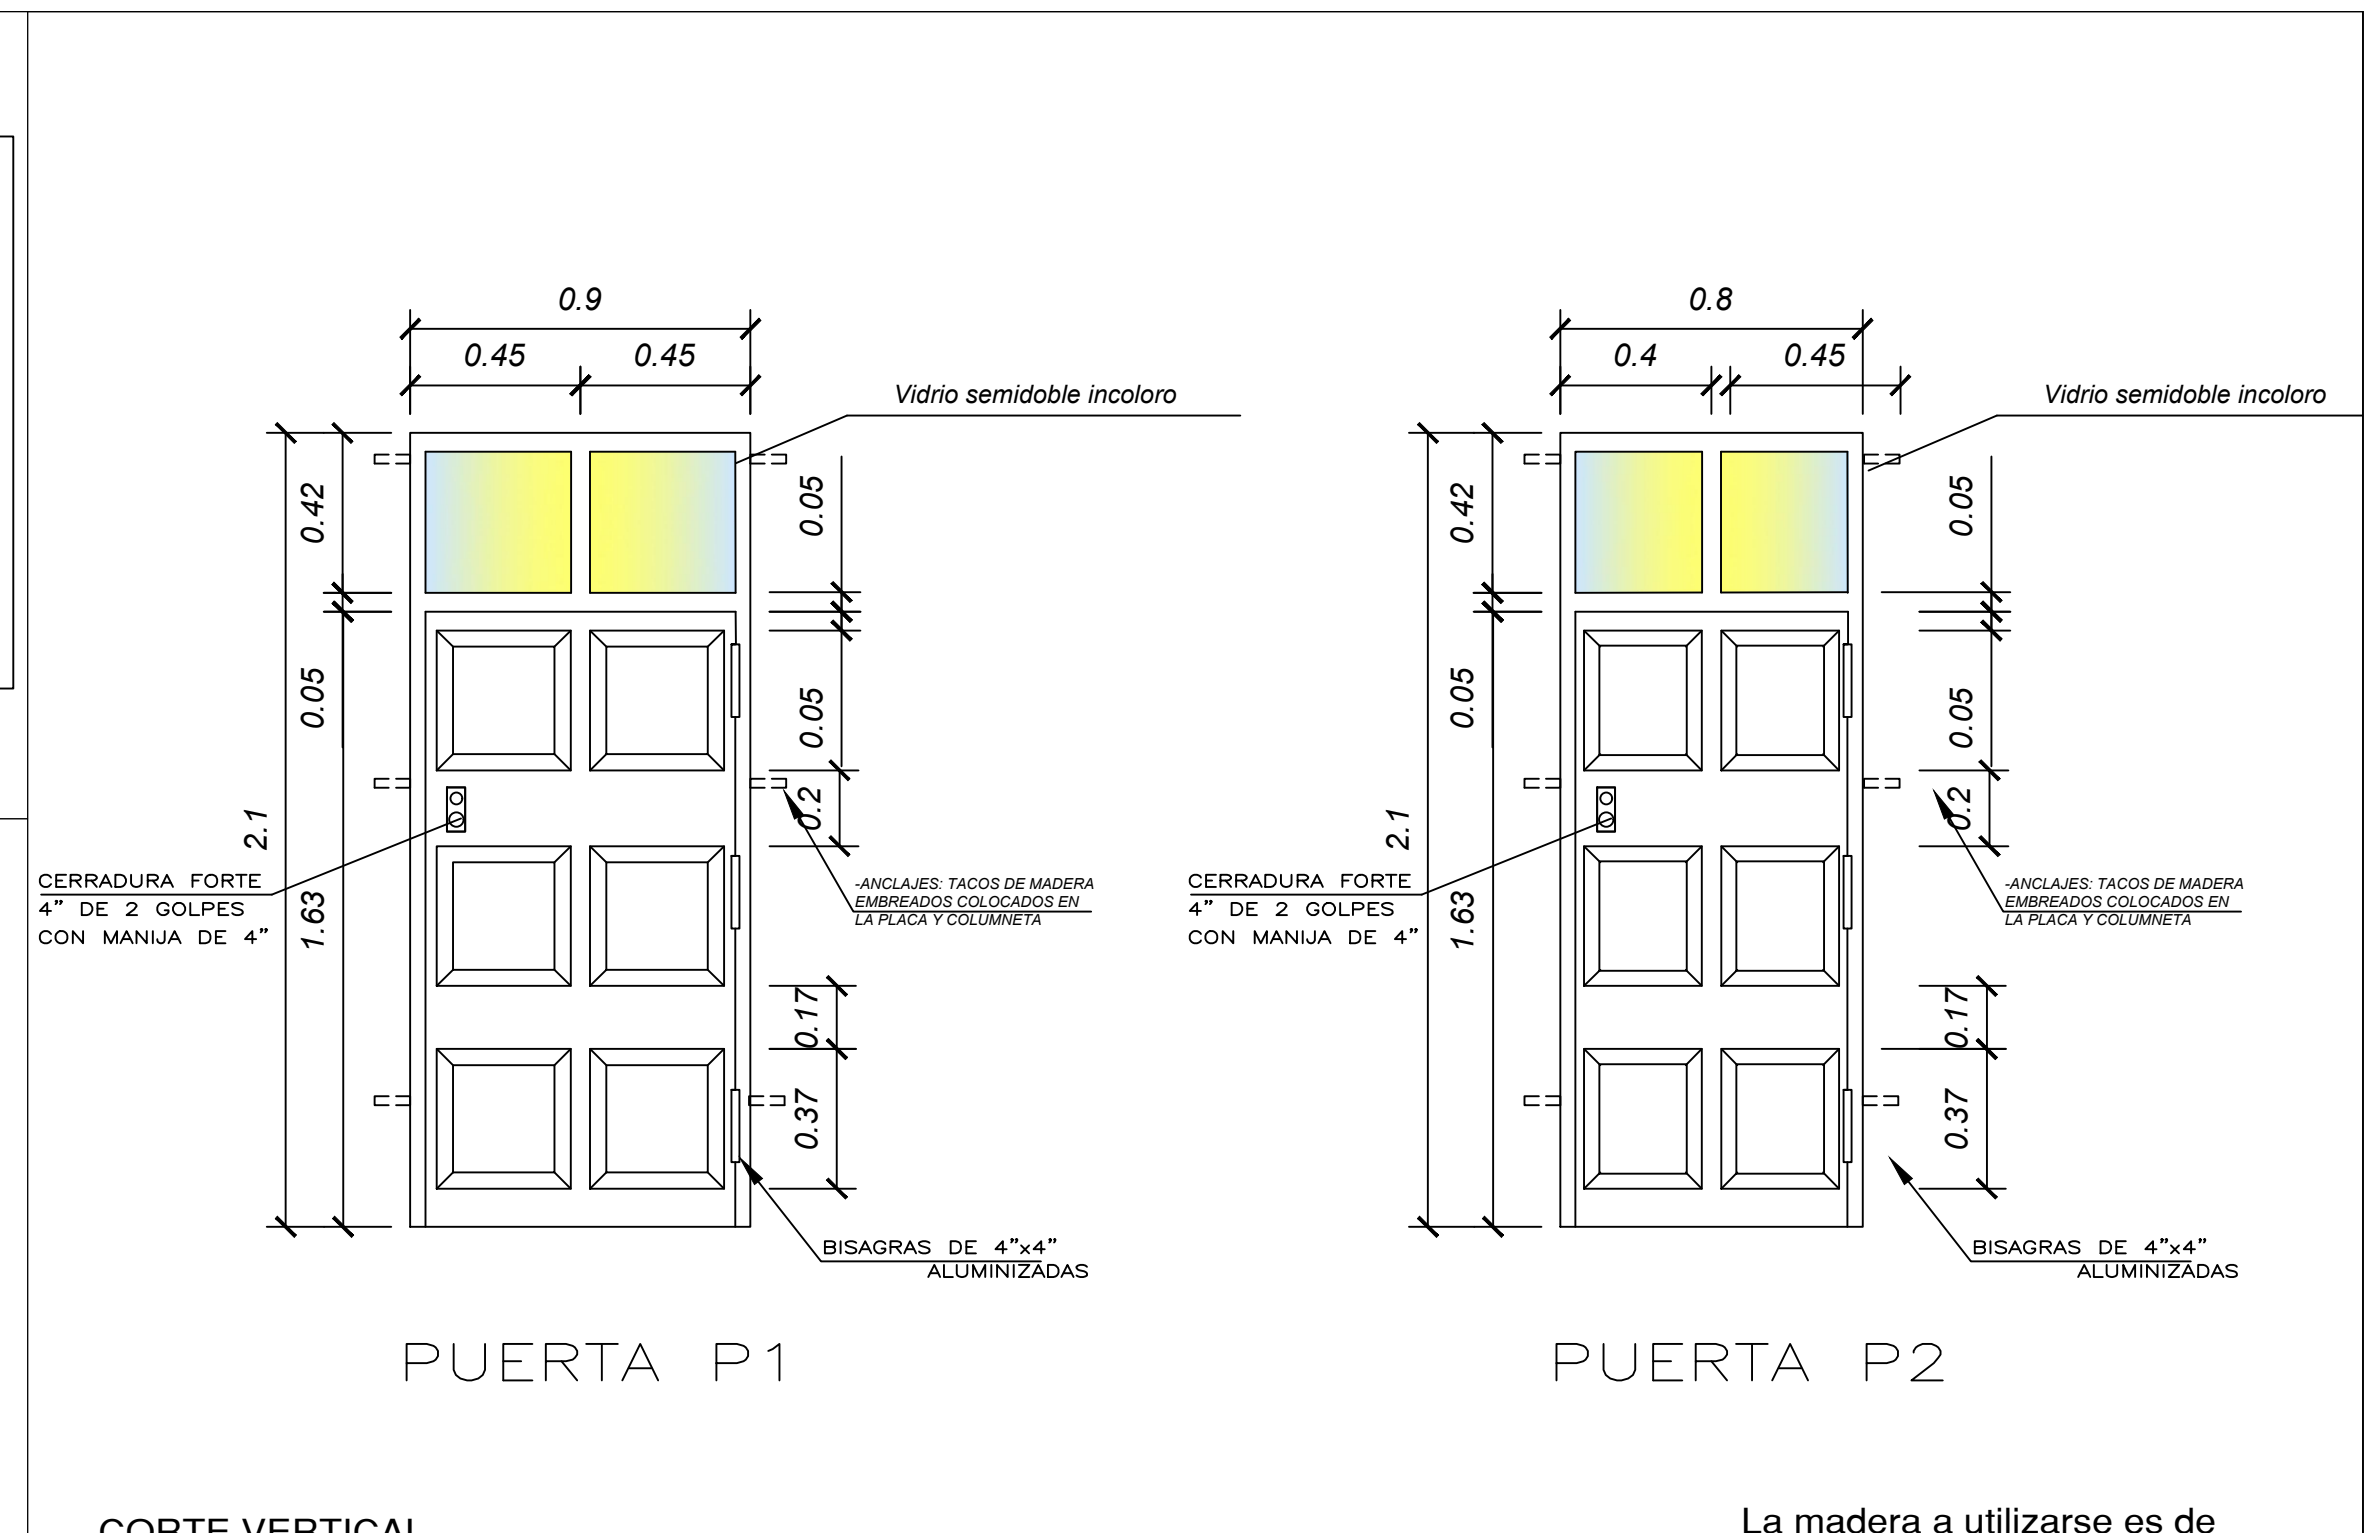 0.9
0.45 0.45
Vidrio semidoble incoloro
0.42
0.05
0.05
0.05
0.2
2.1
1.63
CERRADURA FORTE
4” DE 2 GOLPES
CON MANIJA DE 4”
-ANCLAJES: TACOS DE MADERA
EMBREADOS COLOCADOS EN
LA PLACA Y COLUMNETA
0.17
0.37
BISAGRAS DE 4”x4”
ALUMINIZADAS
PUERTA P1
0.8
0.4 0.45
Vidrio semidoble incoloro
0.42
0.05
0.05
0.05
0.2
2.1
1.63
CERRADURA FORTE
4” DE 2 GOLPES
CON MANIJA DE 4”
-ANCLAJES: TACOS DE MADERA
EMBREADOS COLOCADOS EN
LA PLACA Y COLUMNETA
0.17
0.37
BISAGRAS DE 4”x4”
ALUMINIZADAS
PUERTA P2
CORTE VERTICAL
La madera a utilizarse es de